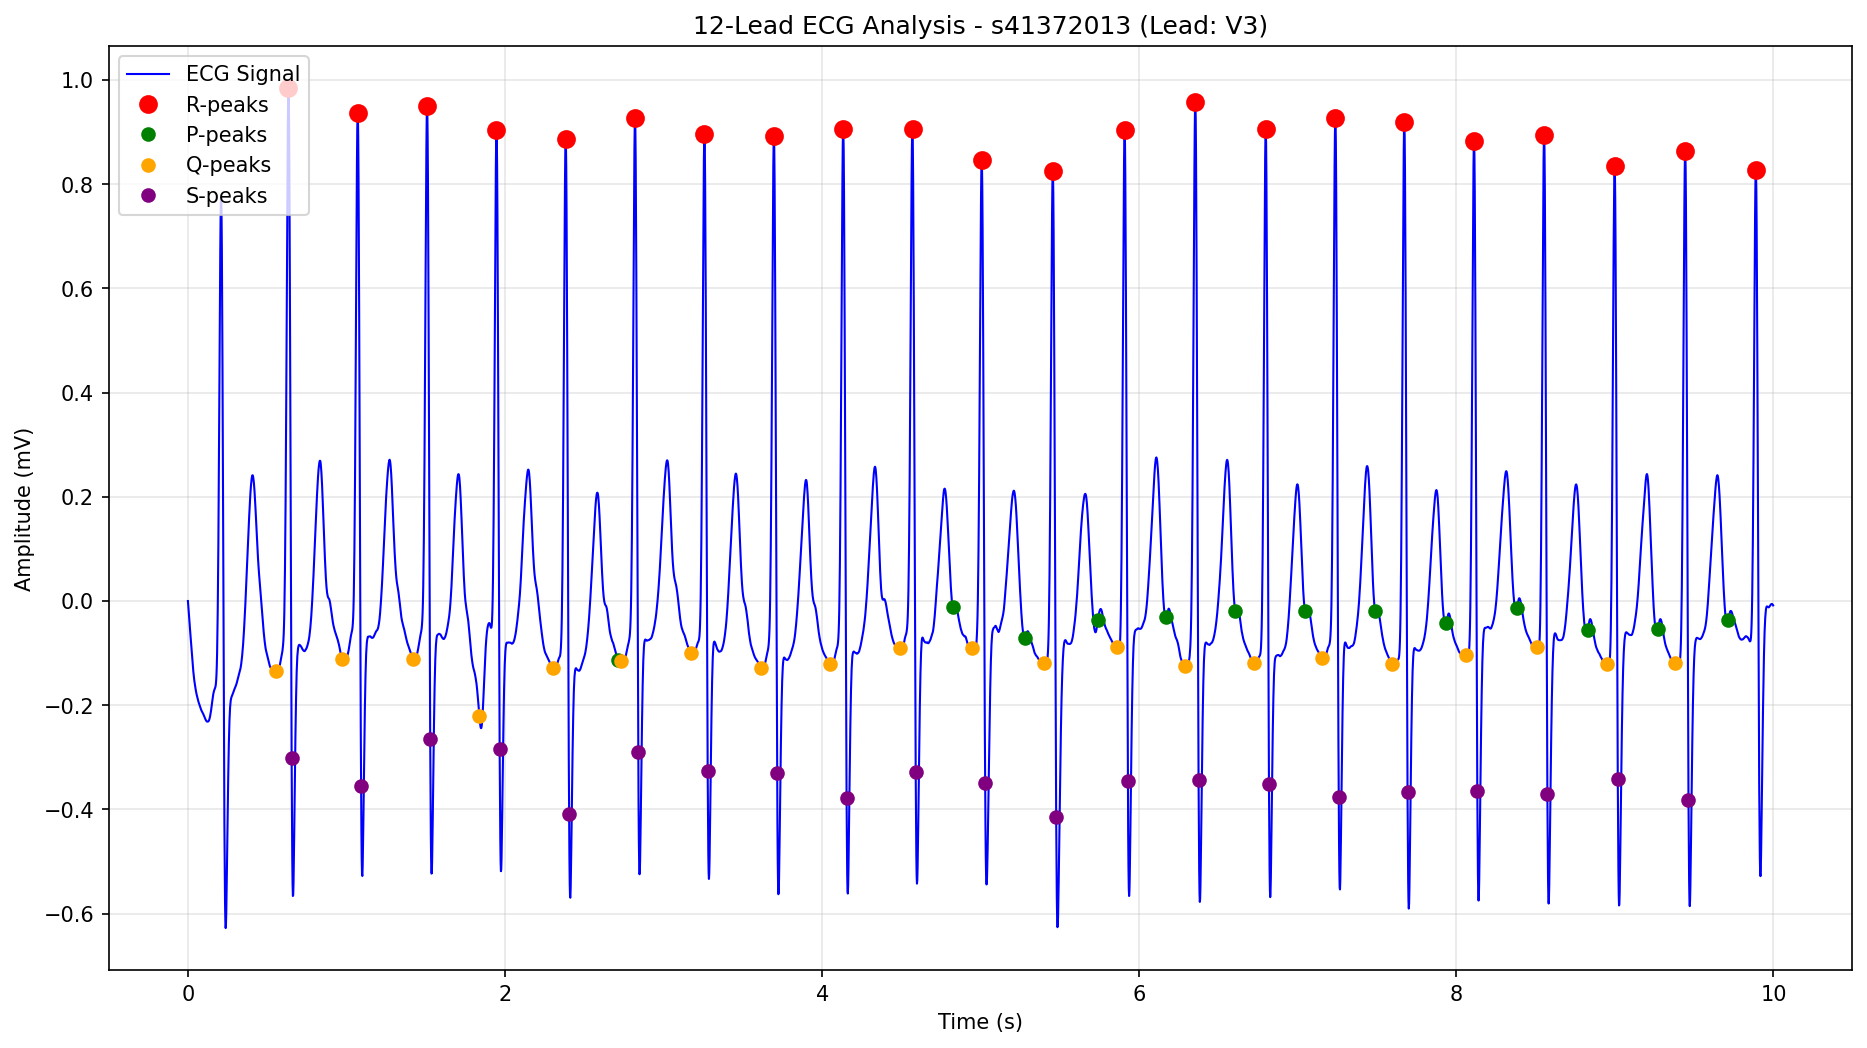 12-Lead ECG Analysis - s41372013 (Lead: V3)
ECG Signal
R-peaks
P-peaks
Q-peaks
S-peaks
Amplitude (mV)
1.0
0.8
0.6
0.4
0.2
0.0
−0.2
−0.4
−0.6
0 2 4 6 8 10
Time (s)